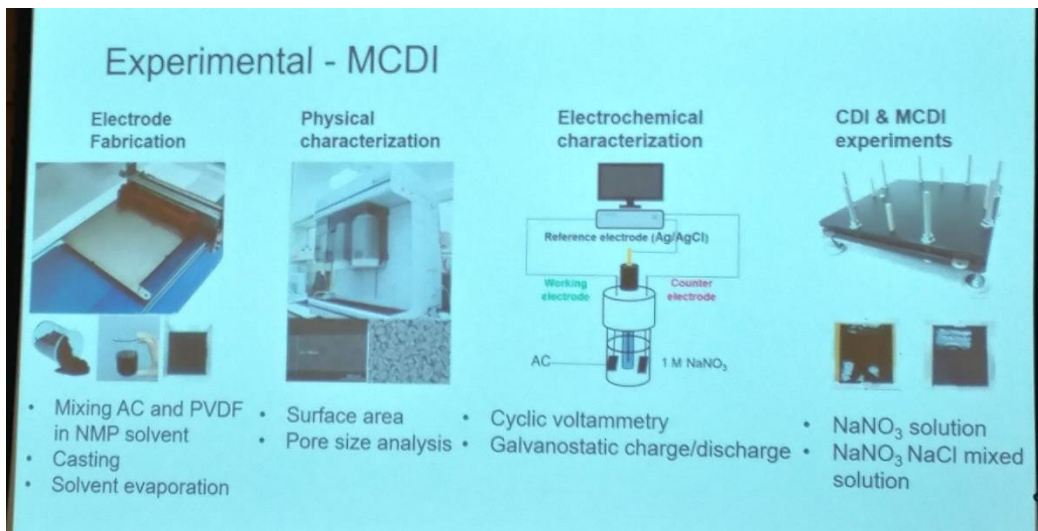 Experimental - MCDI
Electrode
Fabrication
• Mixing AC and PVDF
in NMP solvent
• Casting
• Solvent evaporation
Physical
characterization
• Surface area
• Pore size analysis
Electrochemical
characterization
Reference electrode (Ag/AgCl)
Working
electrode
Counter
electrode
AC
1 M NaNO₃
• Cyclic voltammetry
• Galvanostatic charge/discharge
CDI & MCDI
experiments
• NaNO₃ solution
• NaNO₃ NaCl mixed
solution